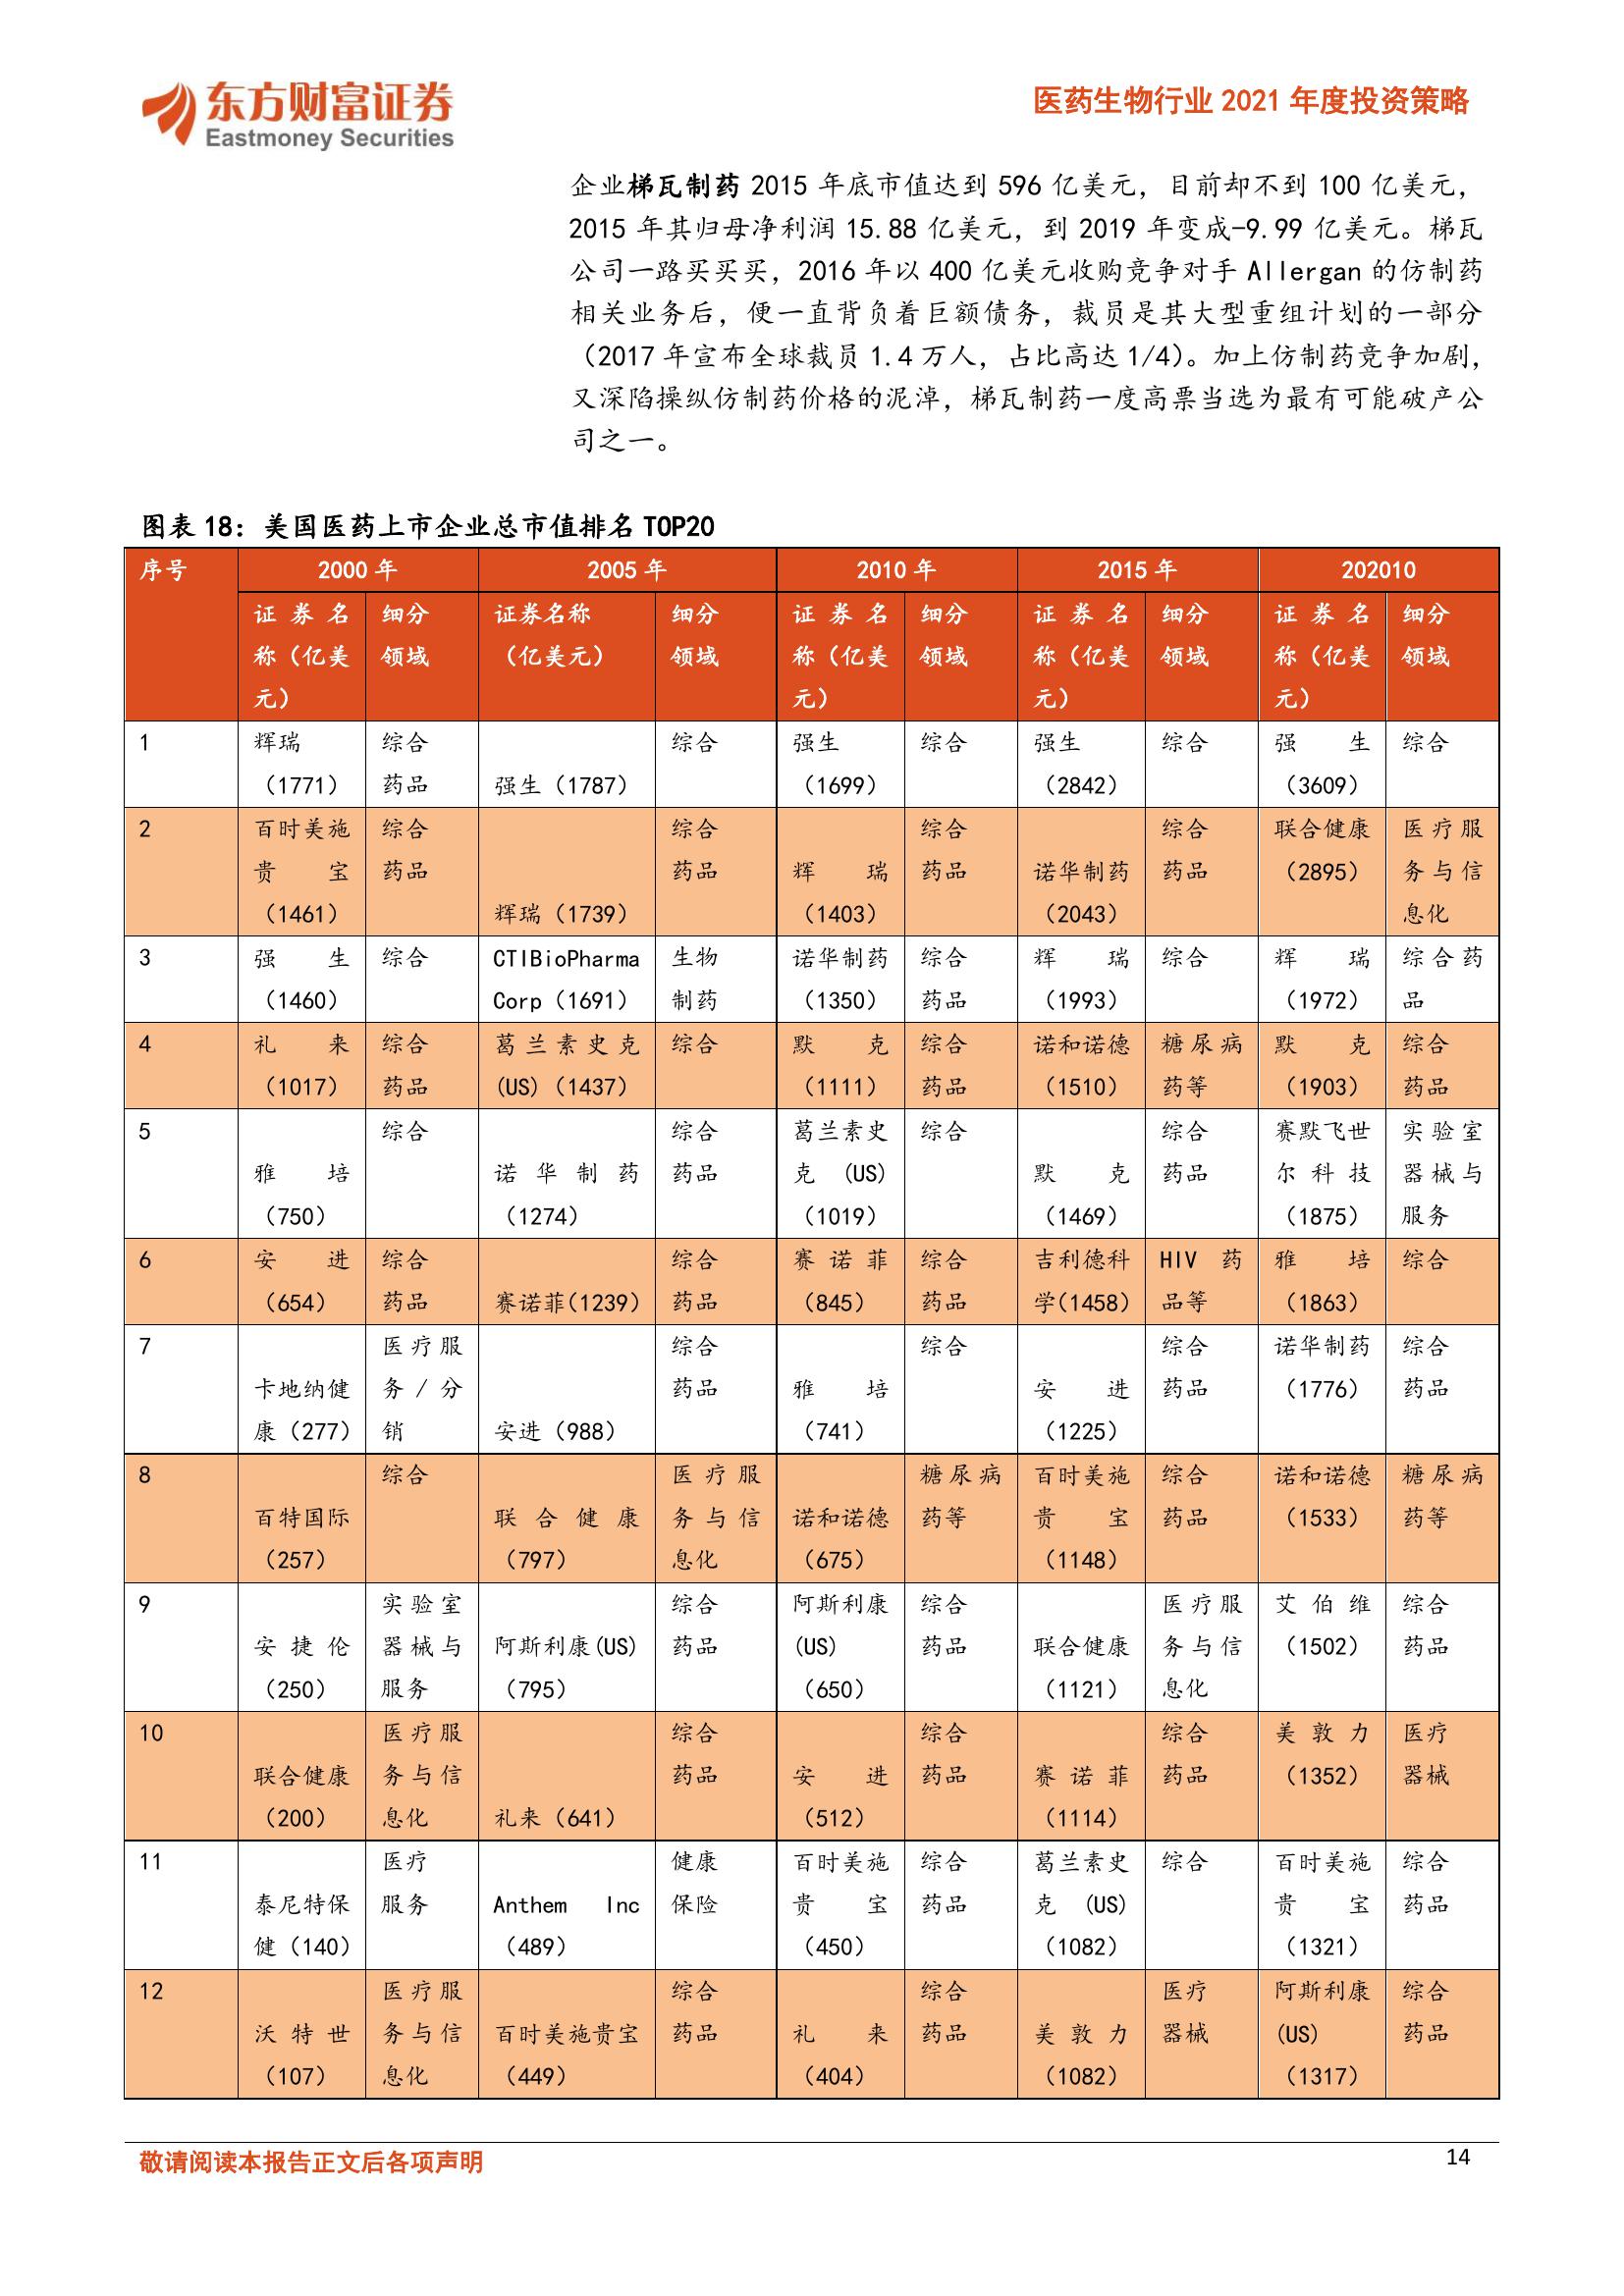 东方财富证券
Eastmoney Securities
医药生物行业 2021 年度投资策略
企业梯瓦制药 2015 年底市值达到 596 亿美元，目前却不到 100 亿美元，
2015 年其归母净利润 15.88 亿美元，到 2019 年变成-9.99 亿美元。梯瓦
公司一路买买买，2016 年以 400 亿美元收购竞争对手 Allergan 的仿制药
相关业务后，便一直背负着巨额债务，裁员是其大型重组计划的一部分
（2017 年宣布全球裁员 1.4 万人，占比高达 1/4）。加上仿制药竞争加剧，
又深陷操纵仿制药价格的泥淖，梯瓦制药一度高票当选为最有可能破产公
司之一。
图表 18：美国医药上市企业总市值排名 TOP20
序号 2000 年 2005 年 2010 年 2015 年 202010
证券名 细分 证券名称 细分 证券名 细分 证券名 细分 证券名 细分
称（亿美 领域 （亿美元） 领域 称（亿美 领域 称（亿美 领域 称（亿美 领域
元） 元） 元） 元）
1 辉瑞 综合 综合 强生 综合 强生 综合 强生 综合
（1771） 药品 强生（1787） （1699） （2842） （3609）
2 百时美施 综合 综合 综合 综合 联合健康 医疗服
贵宝 药品 药品 辉瑞 药品 诺华制药 药品 （2895） 务与信
（1461） 辉瑞（1739） （1403） （2043） 息化
3 强生 综合 CTIBioPharma 生物 诺华制药 综合 辉瑞 综合 辉瑞 综合药
（1460） Corp（1691） 制药 （1350） 药品 （1993） （1972） 品
4 礼来 综合 葛兰素史克 综合 默克 综合 诺和诺德 糖尿病 默克 综合
（1017） 药品 (US)（1437） （1111） 药品 （1510） 药等 （1903） 药品
5 综合 综合 葛兰素史 综合 综合 赛默飞世 实验室
雅培 诺华制药 药品 克 (US) 默克 药品 尔科技 器械与
（750） （1274） （1019） （1469） （1875） 服务
6 安进 综合 综合 赛诺菲 综合 吉利德科 HIV 药 雅培 综合
（654） 药品 赛诺菲(1239) 药品 （845） 药品 学(1458) 品等 （1863）
7 医疗服 综合 综合 综合 诺华制药 综合
卡地纳健 务/分 药品 雅培 安进 药品 （1776） 药品
康（277） 销 安进（988） （741） （1225）
8 综合 医疗服 糖尿病 百时美施 综合 诺和诺德 糖尿病
百特国际 联合健康 务与信 诺和诺德 药等 贵宝 药品 （1533） 药等
（257） （797） 息化 （675） （1148）
9 实验室 综合 阿斯利康 综合 医疗服 艾伯维 综合
安捷伦 器械与 阿斯利康(US) 药品 (US) 药品 联合健康 务与信 （1502） 药品
（250） 服务 （795） （650） （1121） 息化
10 医疗服 综合 综合 综合 美敦力 医疗
联合健康 务与信 药品 安进 药品 赛诺菲 药品 （1352） 器械
（200） 息化 礼来（641） （512） （1114）
11 医疗 健康 百时美施 综合 葛兰素史 综合 百时美施 综合
泰尼特保 服务 Anthem Inc 保险 贵宝 药品 克 (US) 贵宝 药品
健（140） （489） （450） （1082） （1321）
12 医疗服 综合 综合 医疗 阿斯利康 综合
沃特世 务与信 百时美施贵宝 药品 礼来 药品 美敦力 器械 (US) 药品
（107） 息化 （449） （404） （1082） （1317）
敬请阅读本报告正文后各项声明
14